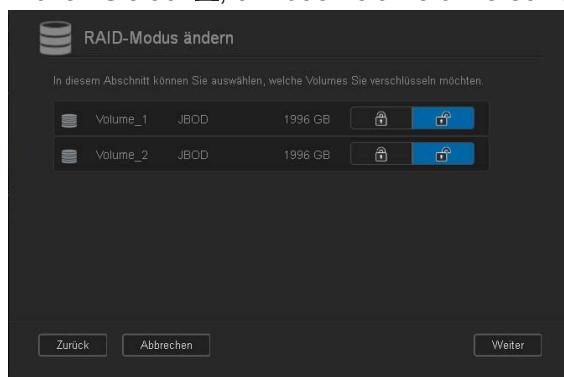 RAID-Modus ändern
In diesem Abschnitt können Sie auswählen, welche Volumes Sie verschlüsseln möchten.
Volume_1 JBOD 1996 GB
Volume_2 JBOD 1996 GB
Zurück Abbrechen Weiter